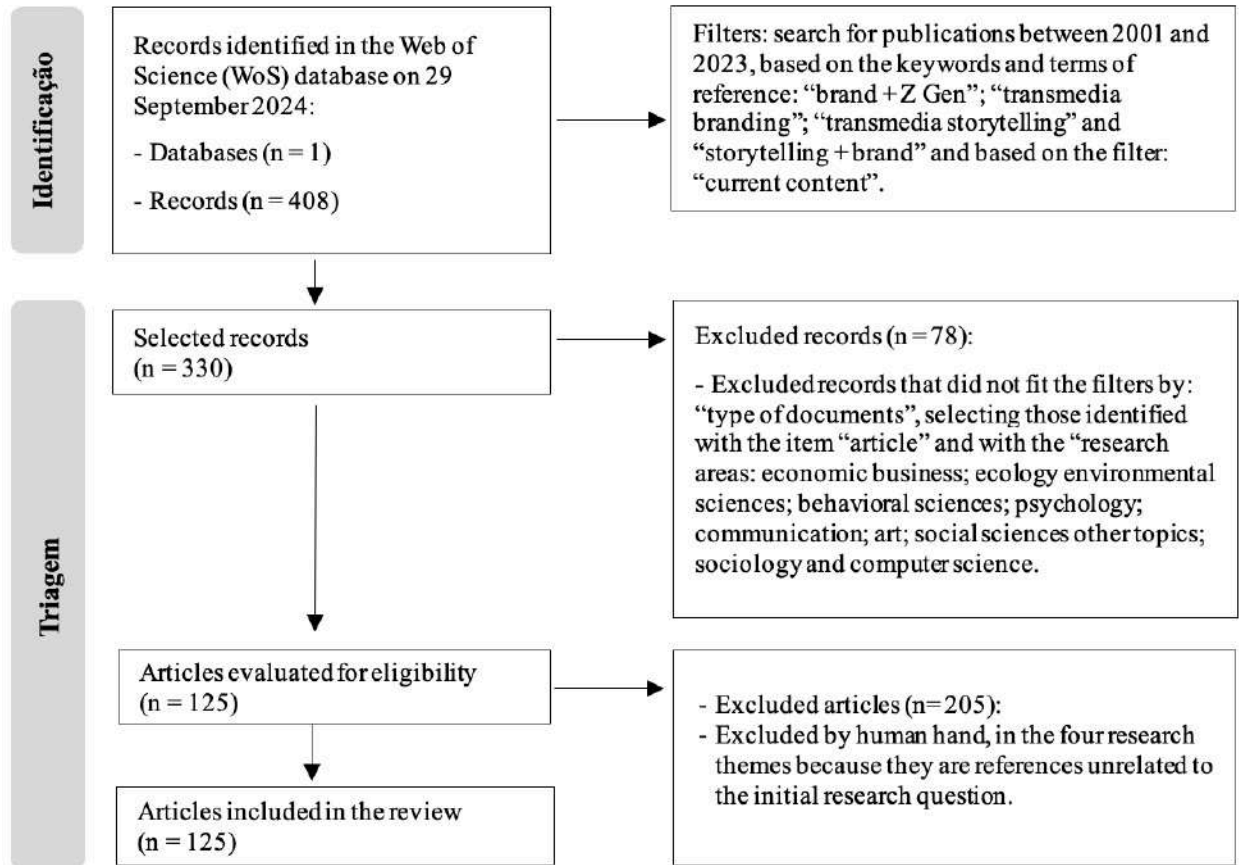 Identificação
Records identified in the Web of
Science (WoS) database on 29
September 2024:
- Databases (n = 1)
- Records (n = 408)
Filters: search for publications between 2001 and
2023, based on the keywords and terms of
reference: “brand + Z Gen”; “transmedia
branding”; “transmedia storytelling” and
“storytelling + brand” and based on the filter:
“current content”.
Triagem
Selected records
(n = 330)
Excluded records (n = 78):
- Excluded records that did not fit the filters by:
“type of documents”, selecting those identified
with the item “article” and with the “research
areas: economic business; ecology environmental
sciences; behavioral sciences; psychology;
communication; art; social sciences other topics;
sociology and computer science.
Articles evaluated for eligibility
(n = 125)
- Excluded articles (n=205):
- Excluded by human hand, in the four research
themes because they are references unrelated to
the initial research question.
Articles included in the review
(n = 125)